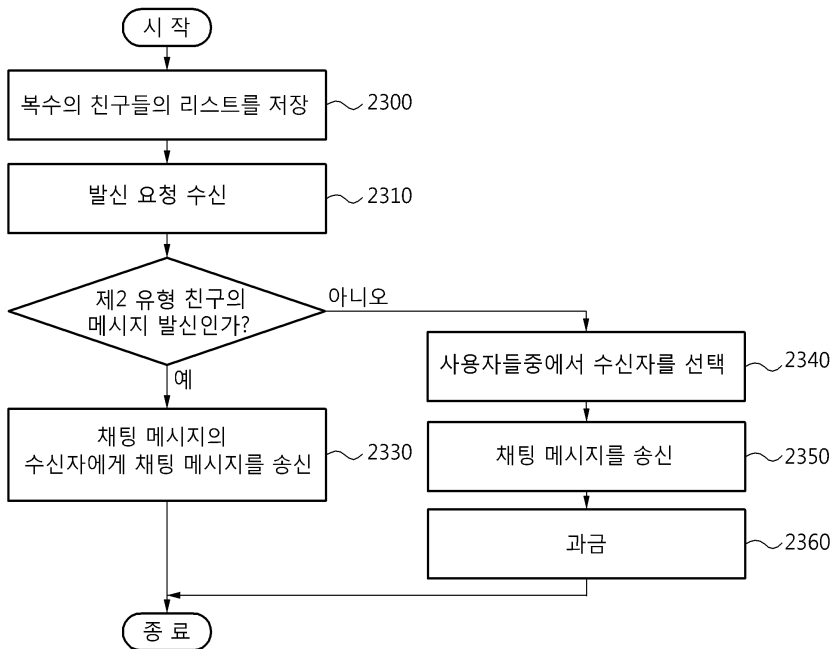 시 작
복수의 친구들의 리스트를 저장
2300
발신 요청 수신
2310
제2 유형 친구의
메시지 발신인가?
아니오
예
채팅 메시지의
수신자에게 채팅 메시지를 송신
2330
사용자들중에서 수신자를 선택
2340
채팅 메시지를 송신
2350
과금
2360
종 료